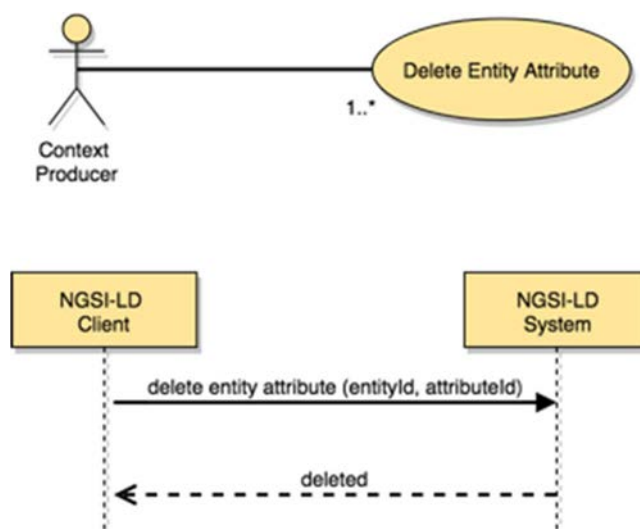 Delete Entity Attribute
1..*
Context
Producer
NGSI-LD
Client
NGSI-LD
System
delete entity attribute (entityId, attributeId)
deleted